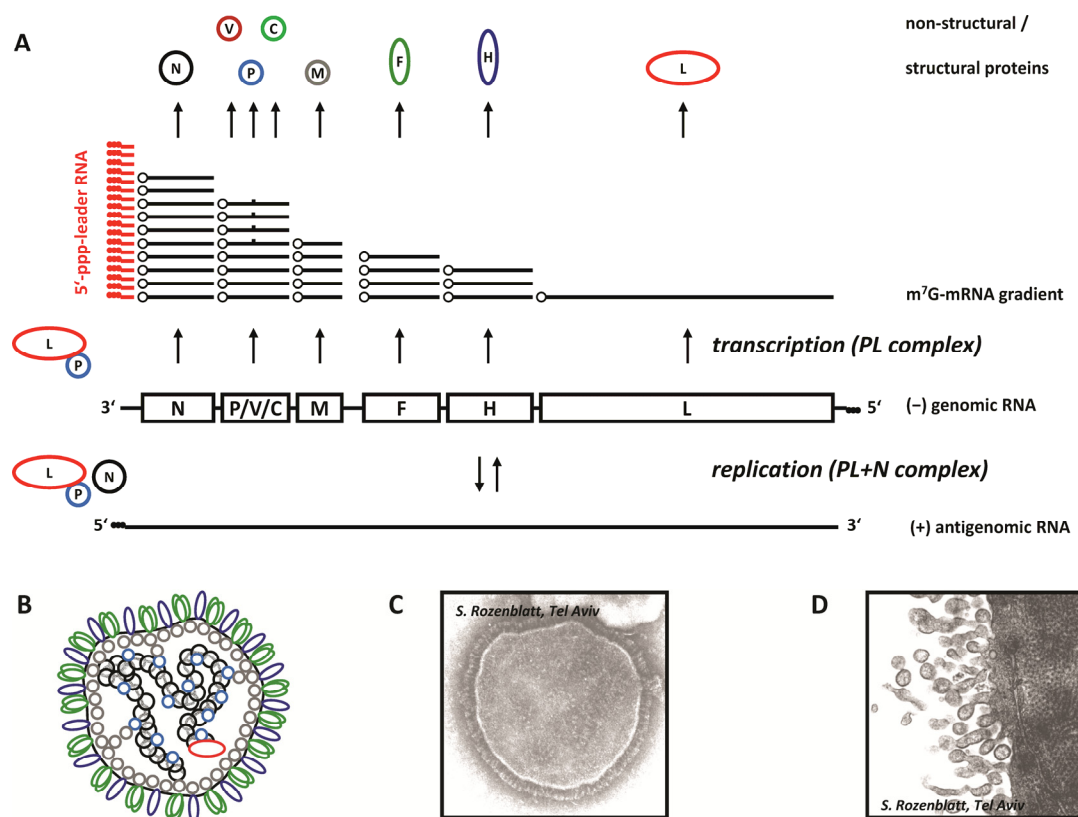 A
V
C
non-structural /
N
P
M
F
H
L
structural proteins
5‘-ppp-leader RNA
m⁷G-mRNA gradient
L
P
transcription (PL complex)
3‘
N
P/V/C
M
F
H
L
5‘
(−) genomic RNA
L
P
N
replication (PL+N complex)
5‘
3‘
(+) antigenomic RNA
B
C
S. Rozenblatt, Tel Aviv
D
S. Rozenblatt, Tel Aviv